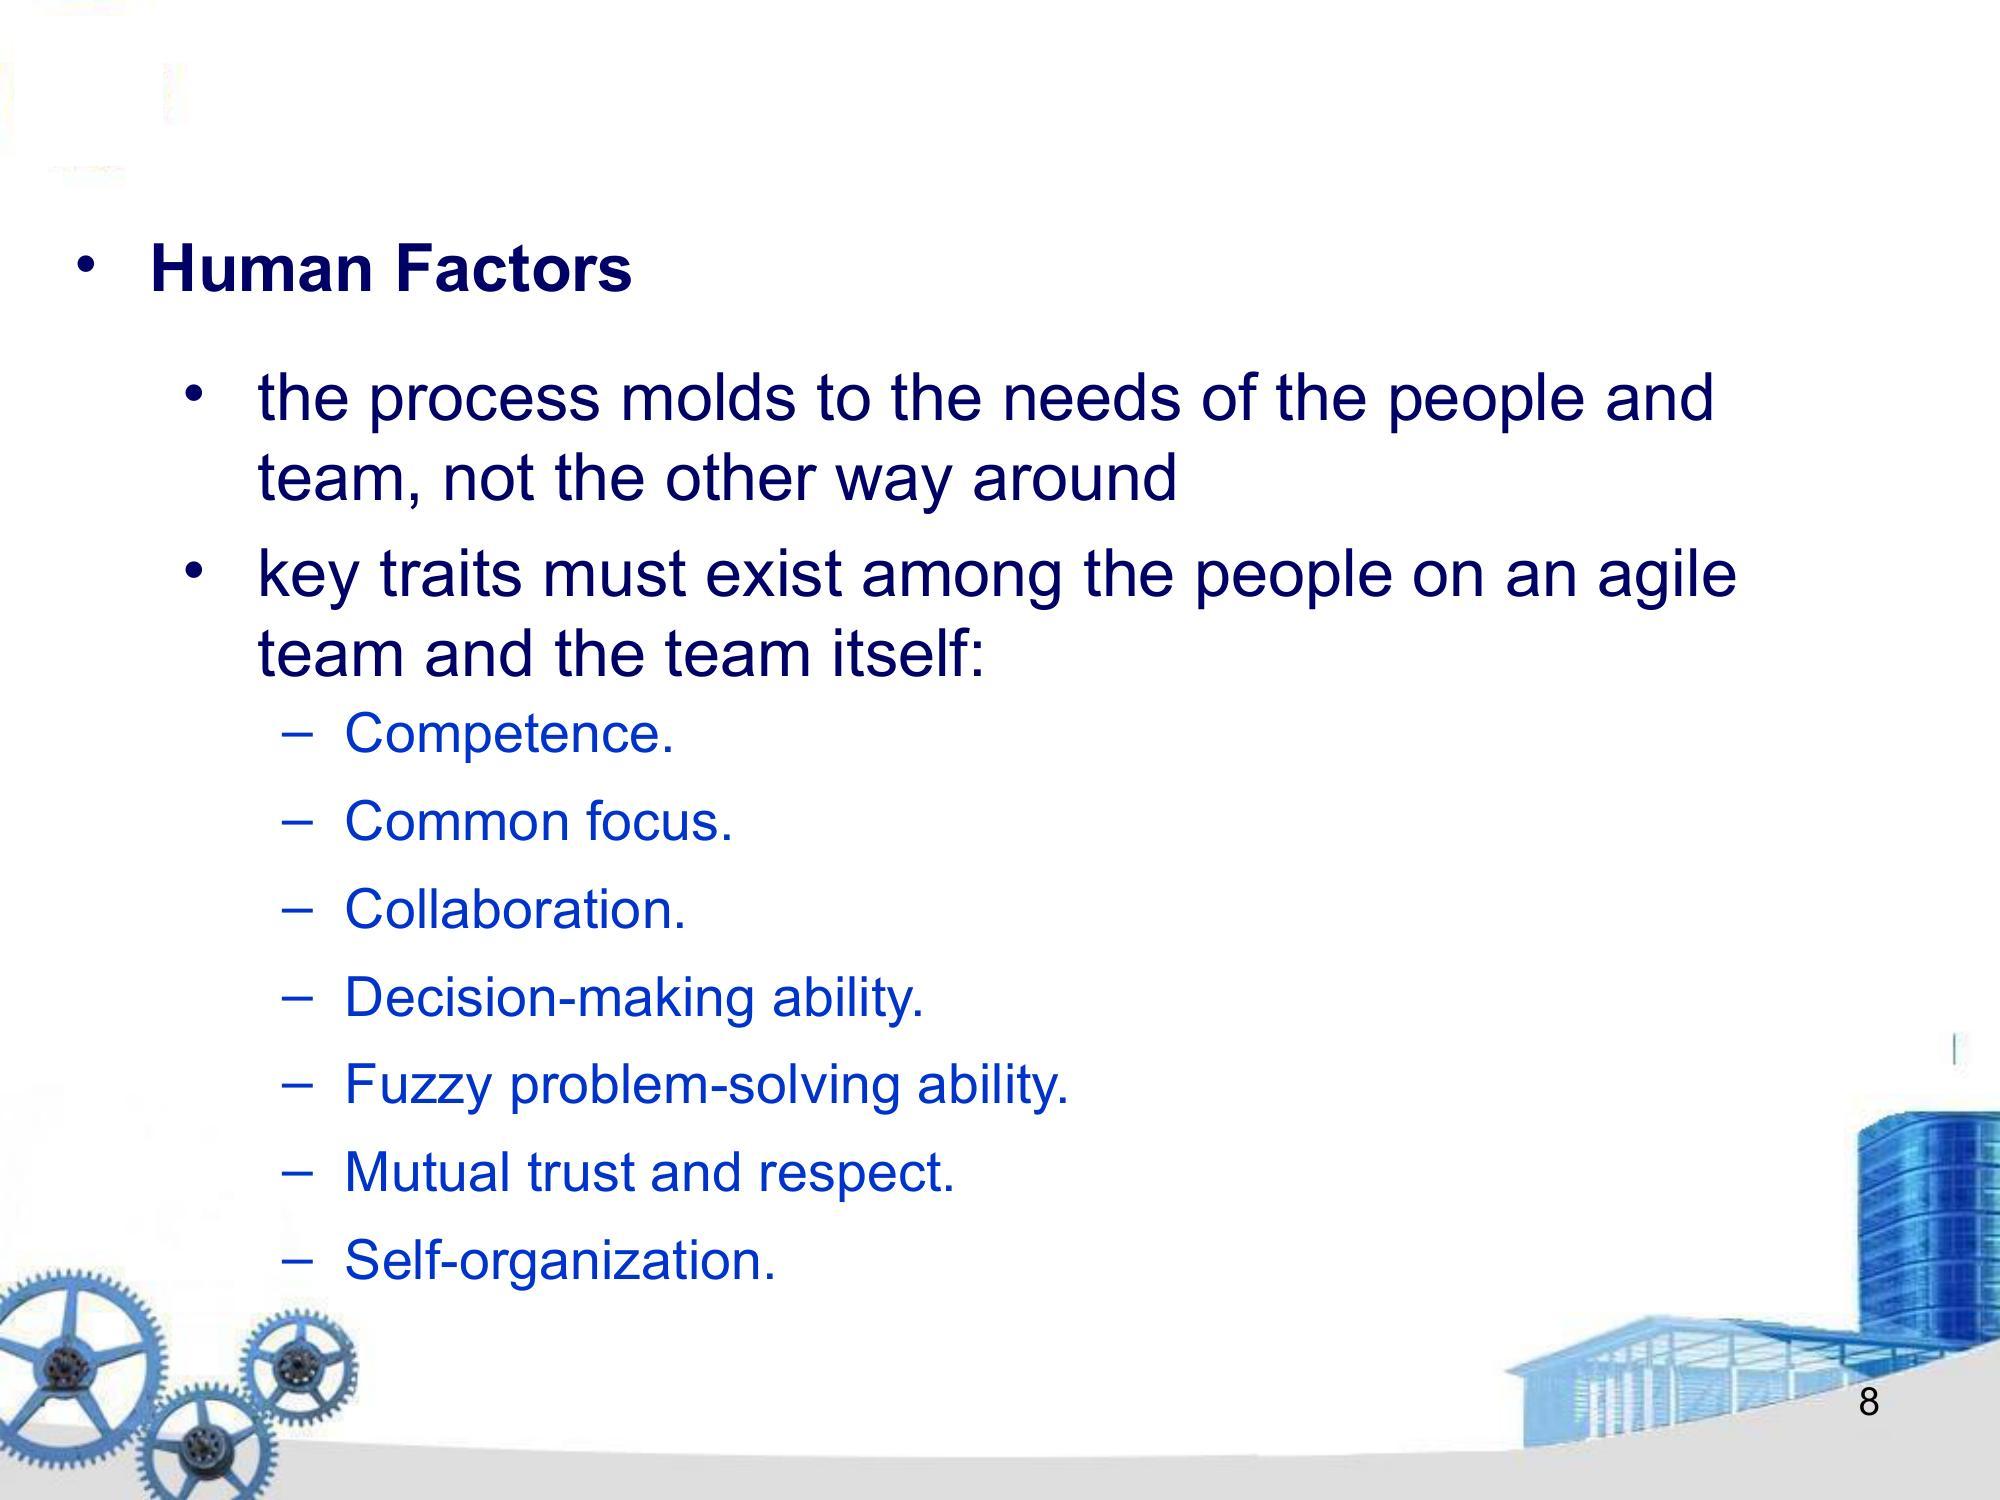 • Human Factors
• the process molds to the needs of the people and
team, not the other way around
• key traits must exist among the people on an agile
team and the team itself:
– Competence.
– Common focus.
– Collaboration.
– Decision-making ability.
– Fuzzy problem-solving ability.
– Mutual trust and respect.
– Self-organization.
8